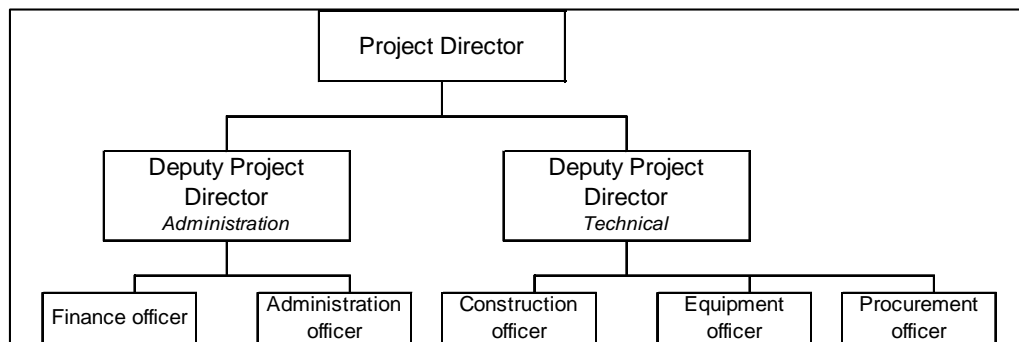 Project Director
Deputy Project
Director
Administration
Deputy Project
Director
Technical
Finance officer
Administration
officer
Construction
officer
Equipment
officer
Procurement
officer